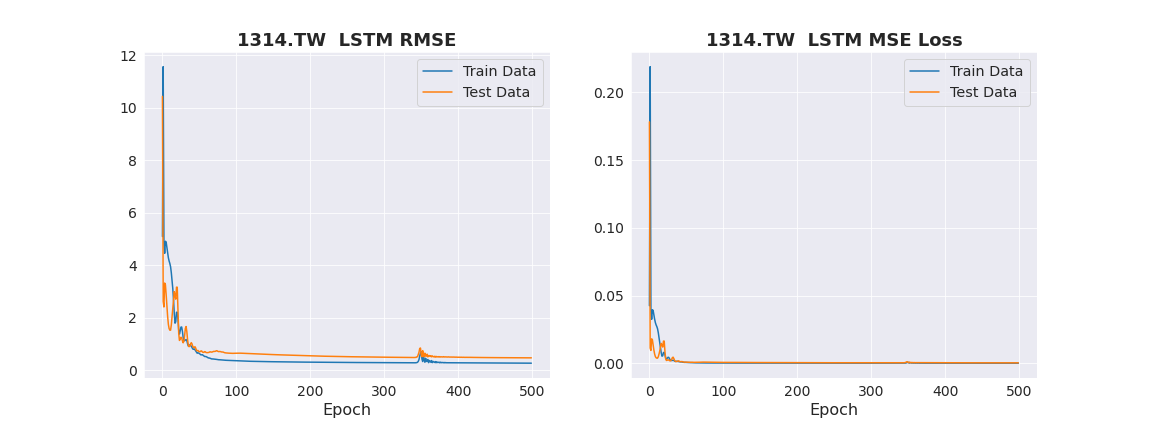 1314.TW  LSTM RMSE
12
10
8
6
4
2
0
0 100 200 300 400 500
Epoch
Train Data
Test Data
1314.TW  LSTM MSE Loss
0.20
0.15
0.10
0.05
0.00
0 100 200 300 400 500
Epoch
Train Data
Test Data